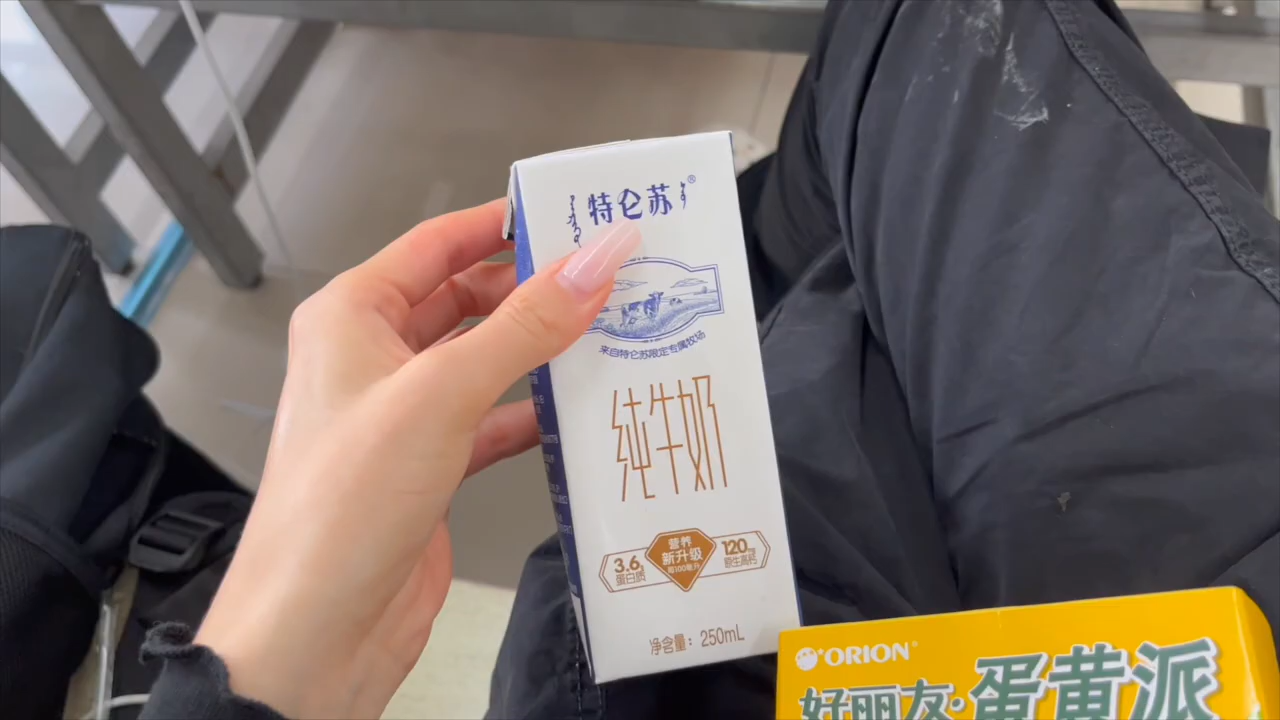 特仑苏®
来自特仑苏限定专属牧场
纯牛奶
营养
新升级
每100毫升
3.6g
蛋白质
120mg
原生高钙
净含量：250mL
ORION®
好丽友·蛋黄派